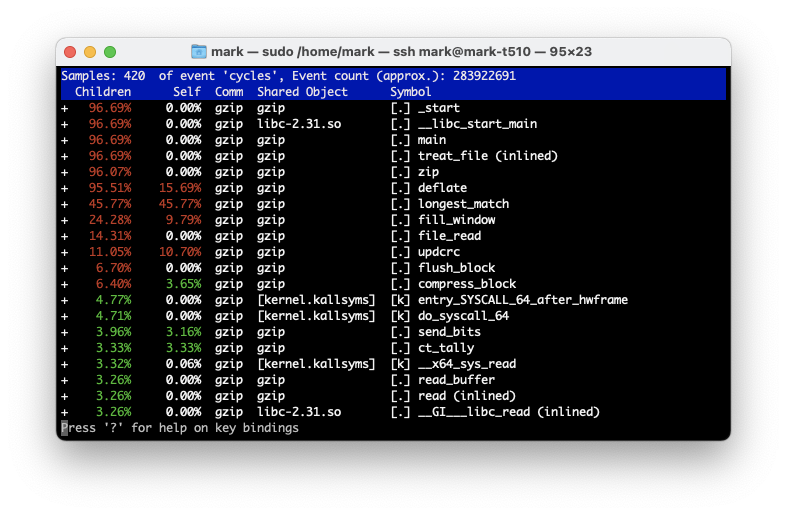 mark — sudo /home/mark — ssh mark@mark-t510 — 95×23
Samples: 420  of event 'cycles', Event count (approx.): 283922691
  Children      Self  Comm  Shared Object      Symbol
+   96.69%     0.00%  gzip  gzip               [.] _start
+   96.69%     0.00%  gzip  libc-2.31.so       [.] __libc_start_main
+   96.69%     0.00%  gzip  gzip               [.] main
+   96.69%     0.00%  gzip  gzip               [.] treat_file (inlined)
+   96.07%     0.00%  gzip  gzip               [.] zip
+   95.51%    15.69%  gzip  gzip               [.] deflate
+   45.77%    45.77%  gzip  gzip               [.] longest_match
+   24.28%     9.79%  gzip  gzip               [.] fill_window
+   14.31%     0.00%  gzip  gzip               [.] file_read
+   11.05%    10.70%  gzip  gzip               [.] updcrc
+    6.70%     0.00%  gzip  gzip               [.] flush_block
+    6.40%     3.65%  gzip  gzip               [.] compress_block
+    4.77%     0.00%  gzip  [kernel.kallsyms]  [k] entry_SYSCALL_64_after_hwframe
+    4.71%     0.00%  gzip  [kernel.kallsyms]  [k] do_syscall_64
+    3.96%     3.16%  gzip  gzip               [.] send_bits
+    3.33%     3.33%  gzip  gzip               [.] ct_tally
+    3.32%     0.06%  gzip  [kernel.kallsyms]  [k] __x64_sys_read
+    3.26%     0.00%  gzip  gzip               [.] read_buffer
+    3.26%     0.00%  gzip  gzip               [.] read (inlined)
+    3.26%     0.00%  gzip  libc-2.31.so       [.] __GI___libc_read (inlined)
Press '?' for help on key bindings